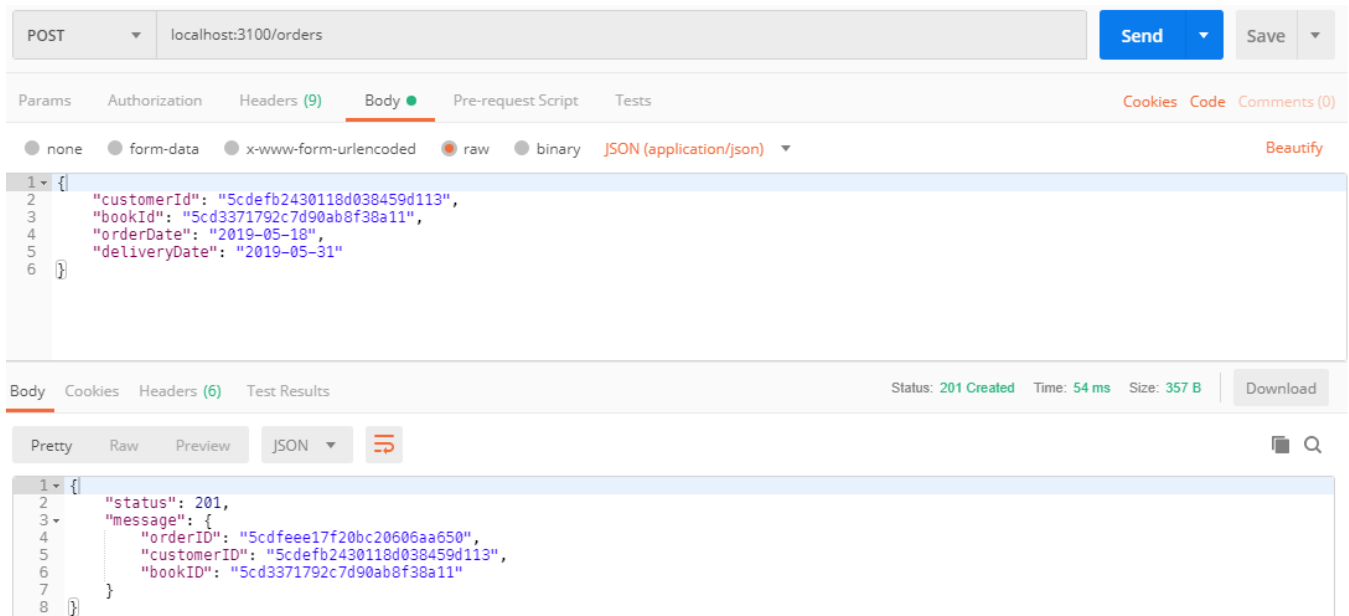 POST localhost:3100/orders Send Save
Params Authorization Headers (9) Body Pre-request Script Tests Cookies Code Comments (0)
none form-data x-www-form-urlencoded raw binary JSON (application/json) Beautify
1 {
2 "customerId": "5cdefb2430118d038459d113",
3 "bookId": "5cd3371792c7d90ab8f38a11",
4 "orderDate": "2019-05-18",
5 "deliveryDate": "2019-05-31"
6 }
Body Cookies Headers (6) Test Results Status: 201 Created Time: 54 ms Size: 357 B Download
Pretty Raw Preview JSON
1 {
2 "status": 201,
3 "message": {
4 "orderID": "5cdfeee17f20bc20606aa650",
5 "customerID": "5cdefb2430118d038459d113",
6 "bookID": "5cd3371792c7d90ab8f38a11"
7 }
8 }